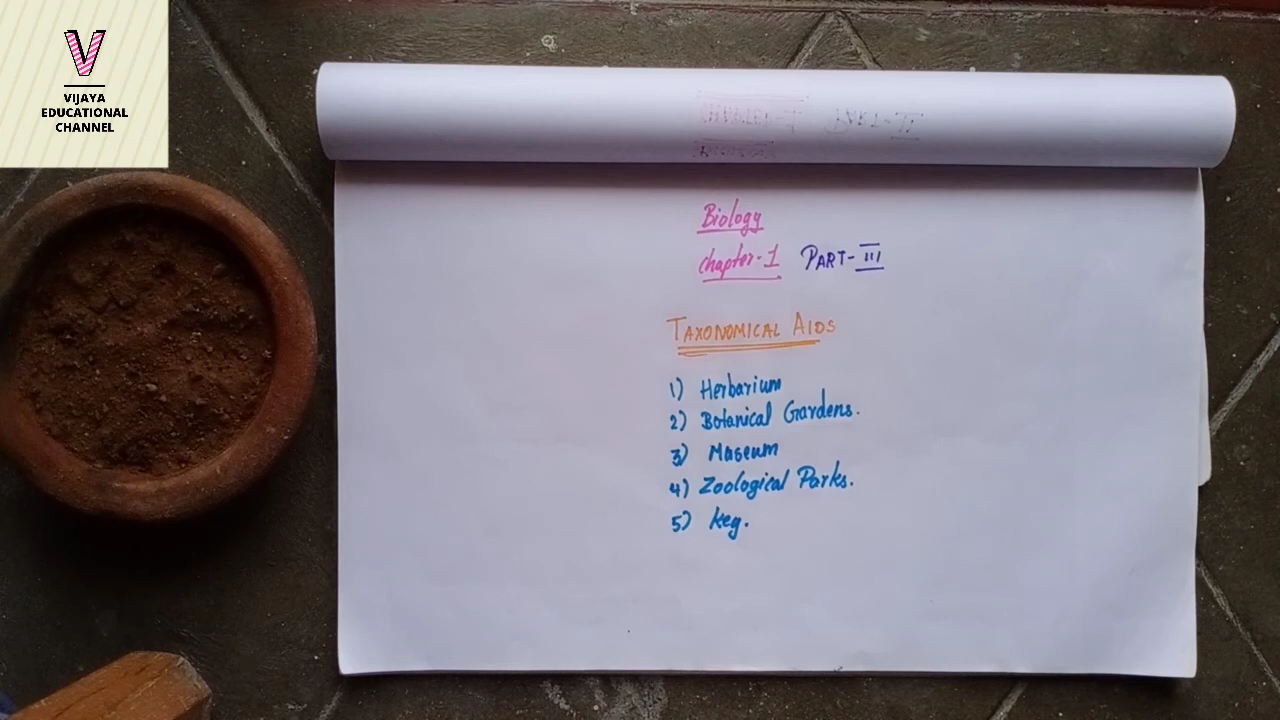 V
VIJAYA
EDUCATIONAL
CHANNEL
Biology
chapter-1 PART-III
TAXONOMICAL AIDS
1) Herbarium
2) Botanical Gardens.
3) Museum
4) Zoological Parks.
5) Key.